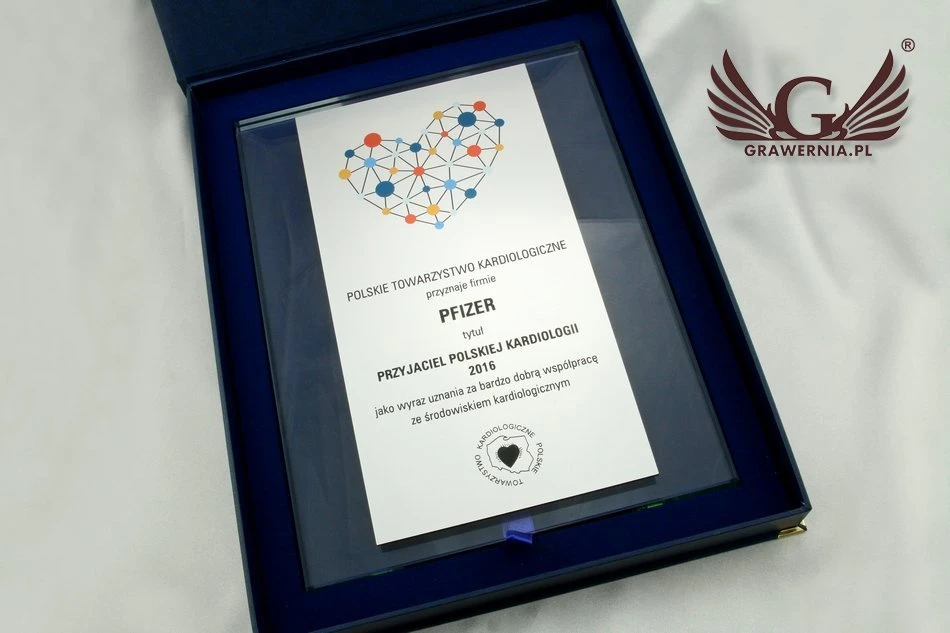 POLSKIE TOWARZYSTWO KARDIOLOGICZNE
przyznaje firmie
PFIZER
tytuł
PRZYJACIEL POLSKIEJ KARDIOLOGII
2016
jako wyraz uznania za bardzo dobrą współpracę
ze środowiskiem kardiologicznym
POLSKIE TOWARZYSTWO KARDIOLOGICZNE
G
®
GRAWERNIA.PL